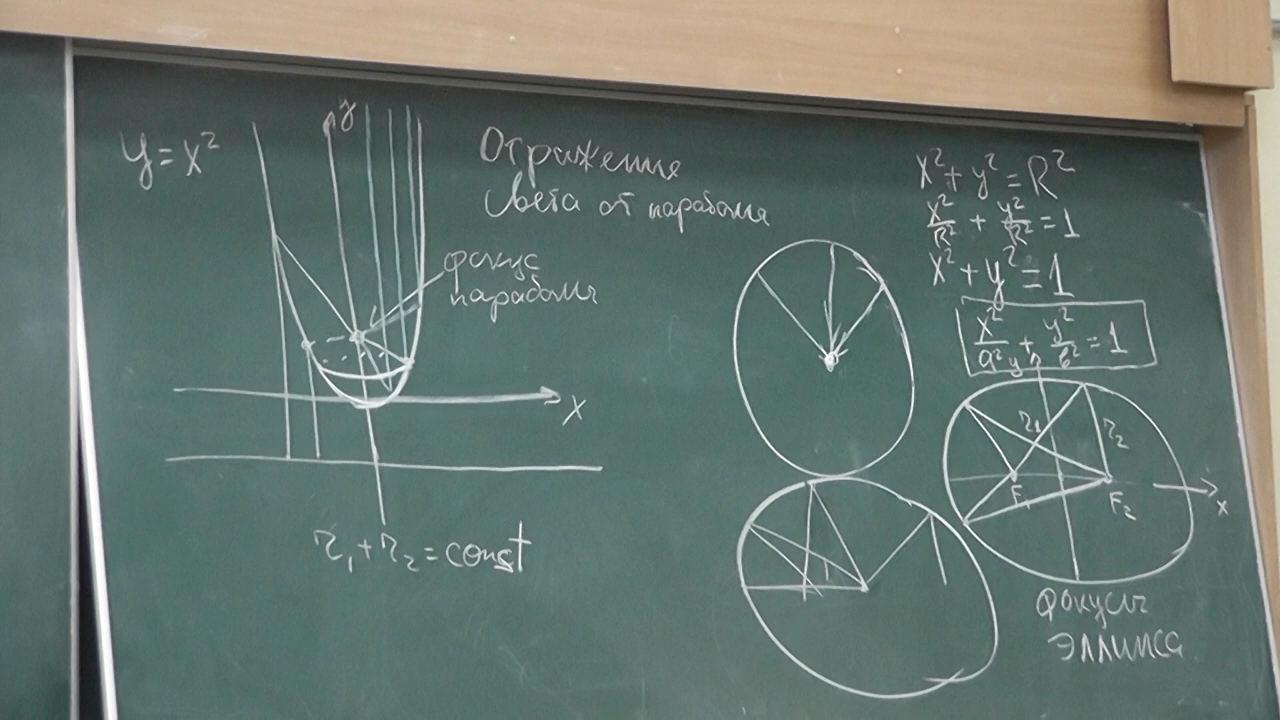 y = x²
y
Отражение
света от парабола
фокус
параболы
x
r₁ + r₂ = const
x² + y² = R²
x²/R² + y²/R² = 1
x² + y² = 1
x²/a² + y²/b² = 1
y
r₁
r₂
F₁
F₂
x
фокусы
эллипса